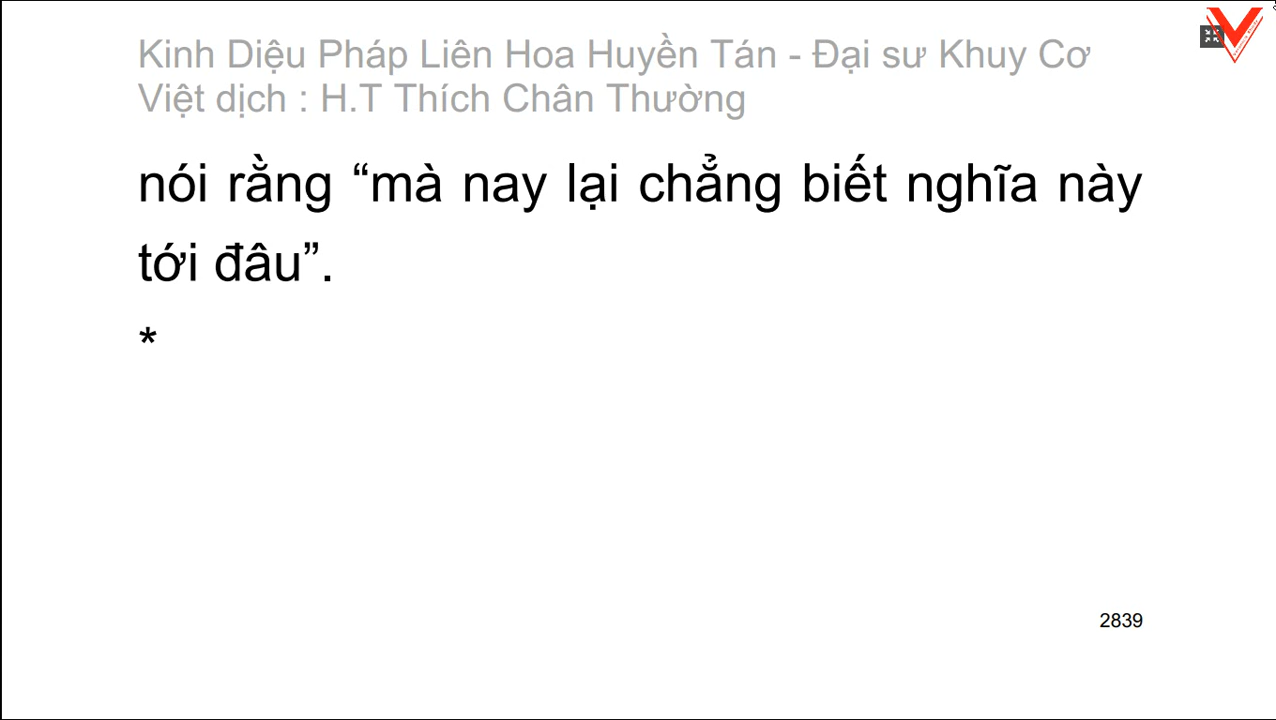 Kinh Diệu Pháp Liên Hoa Huyền Tán - Đại sư Khuy Cơ
Việt dịch : H.T Thích Chân Thường
nói rằng “mà nay lại chẳng biết nghĩa này
tới đâu”.
*
2839